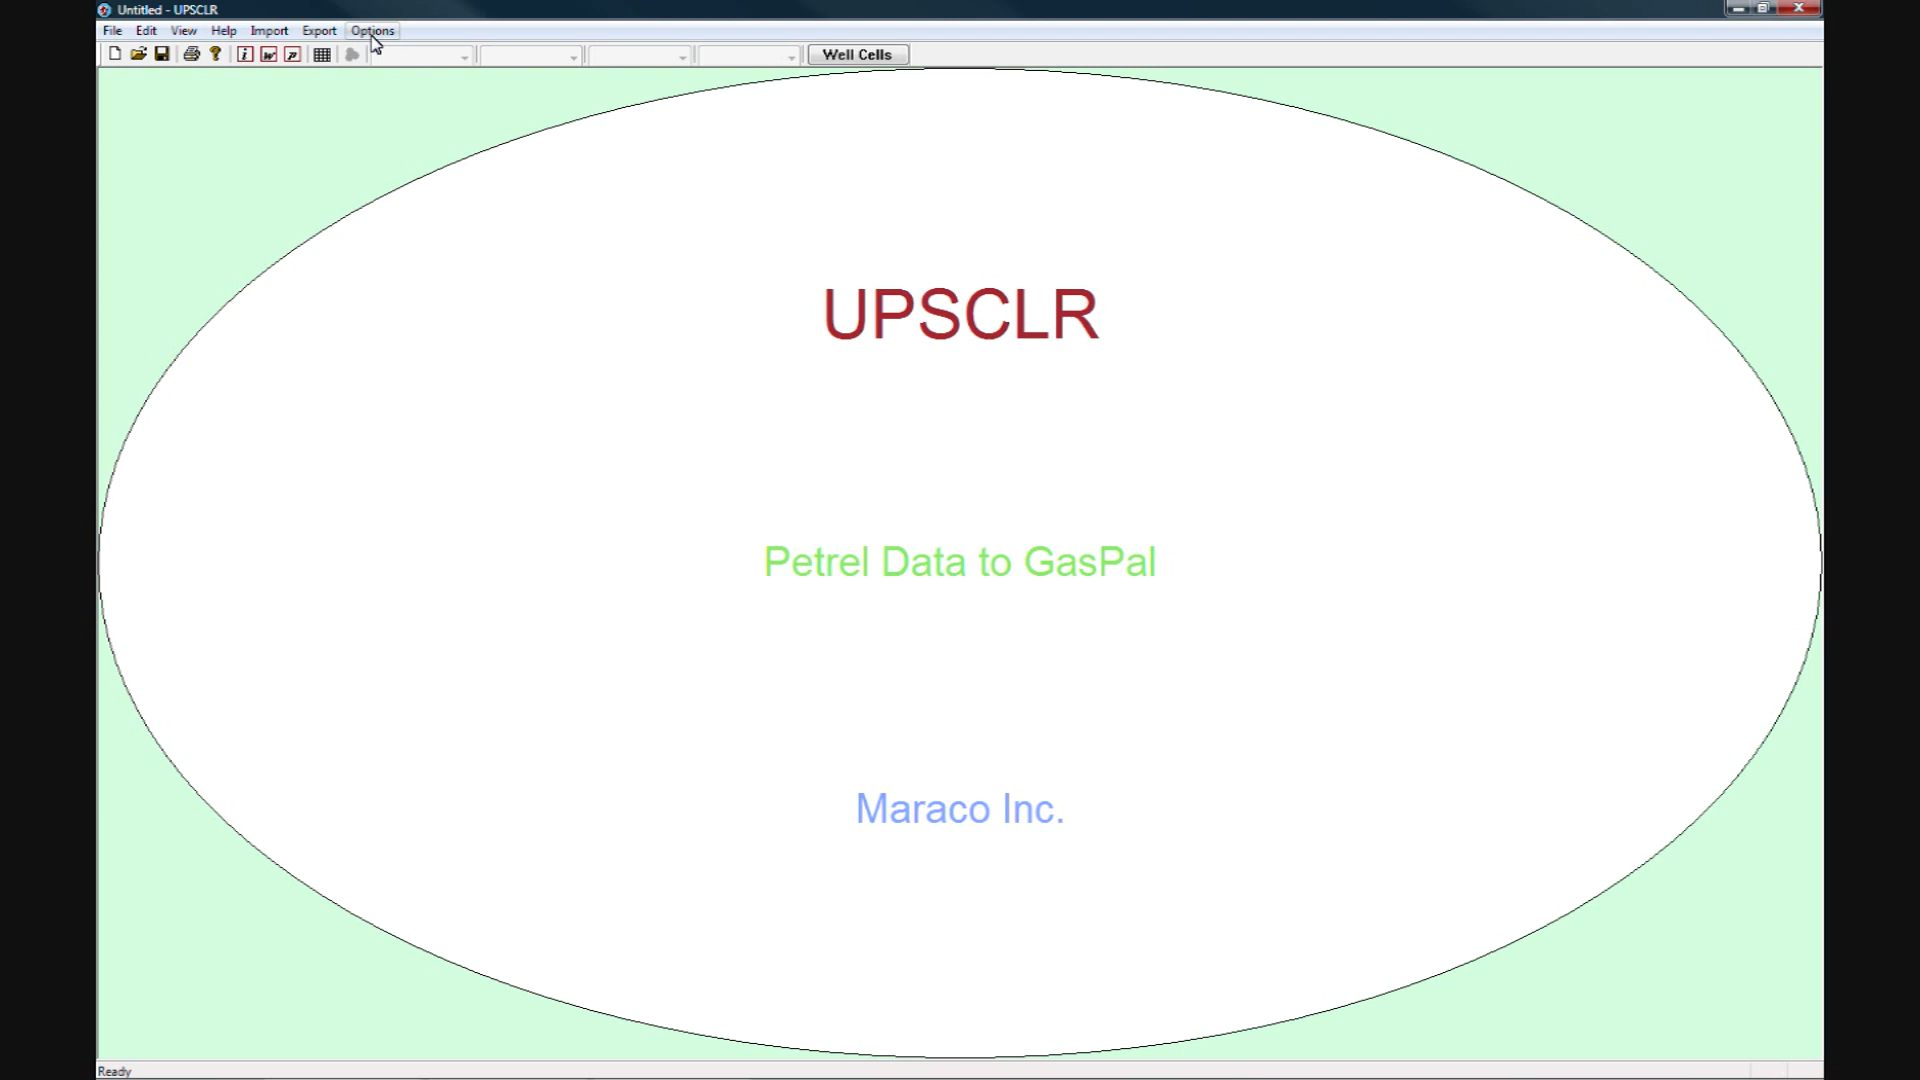 Untitled - UPSCLR
File Edit View Help Import Export Options
i w p Well Cells
UPSCLR
Petrel Data to GasPal
Maraco Inc.
Ready